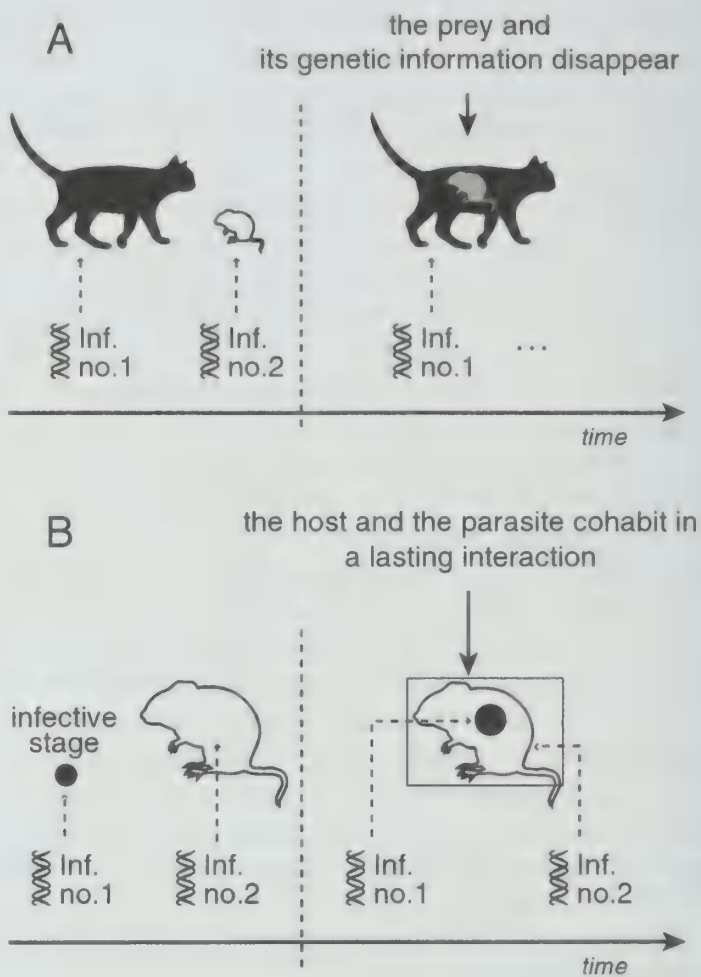 A
the prey and
its genetic information disappear
Inf.
no.1
Inf.
no.2
Inf.
no.1
...
time
B
the host and the parasite cohabit in
a lasting interaction
infective
stage
Inf.
no.1
Inf.
no.2
Inf.
no.1
Inf.
no.2
time